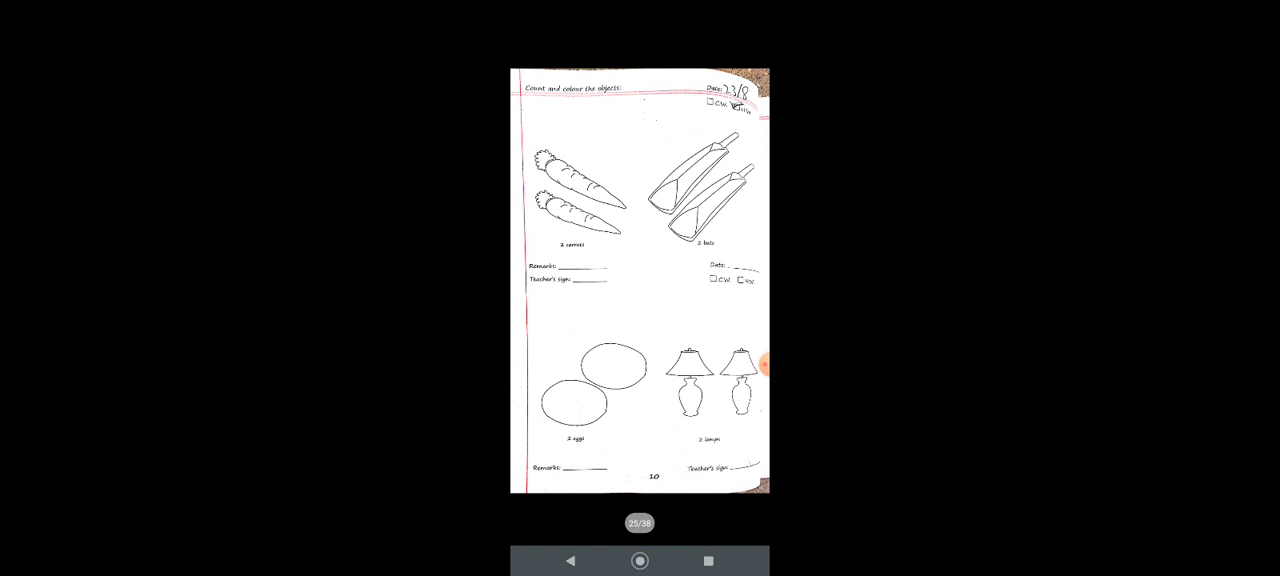 Count and colour the objects:
Date: 23/8
C.W. H.W.
2 carrots
2 bats
Remarks:
Date:
Teacher's sign:
C.W. H.W.
2 eggs
2 lamps
Remarks:
10
Teacher's sign:
25/38